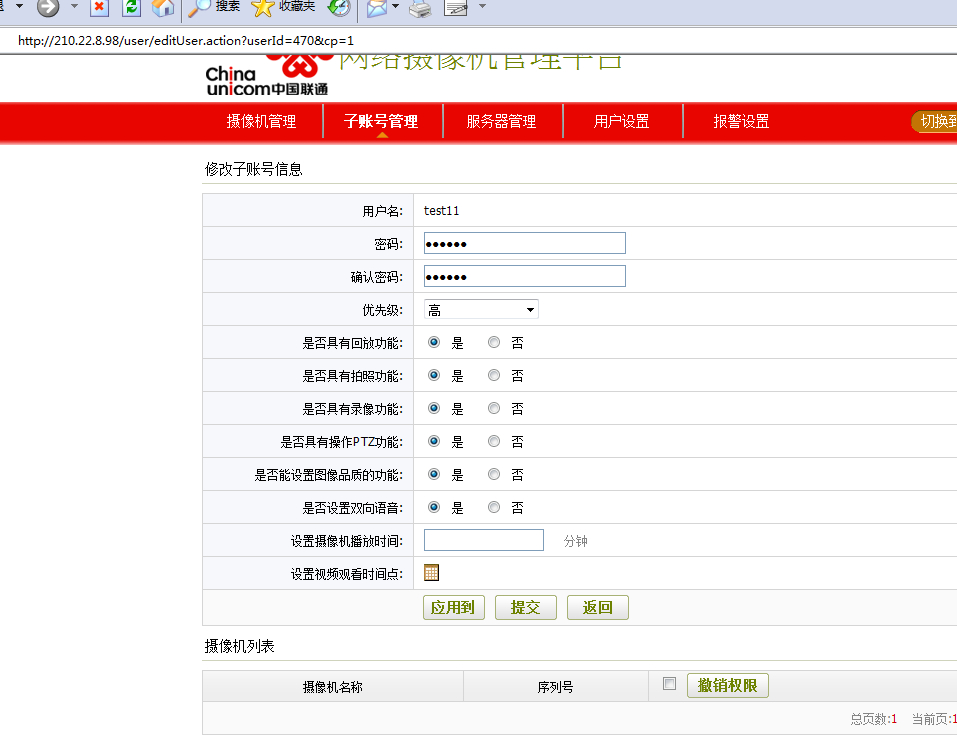 搜索 收藏夹
http://210.22.8.98/user/editUser.action?userId=470&cp=1
China unicom中国联通 网络摄像机管理平台
摄像机管理 子账号管理 服务器管理 用户设置 报警设置 切换到
修改子账号信息
用户名: test11
密码: ●●●●●●
确认密码: ●●●●●●
优先级: 高
是否具有回放功能: 是 否
是否具有拍照功能: 是 否
是否具有录像功能: 是 否
是否具有操作PTZ功能: 是 否
是否能设置图像品质的功能: 是 否
是否设置双向语音: 是 否
设置摄像机播放时间: 分钟
设置视频观看时间点:
应用到 提交 返回
摄像机列表
摄像机名称 序列号 撤销权限
总页数:1 当前页:1